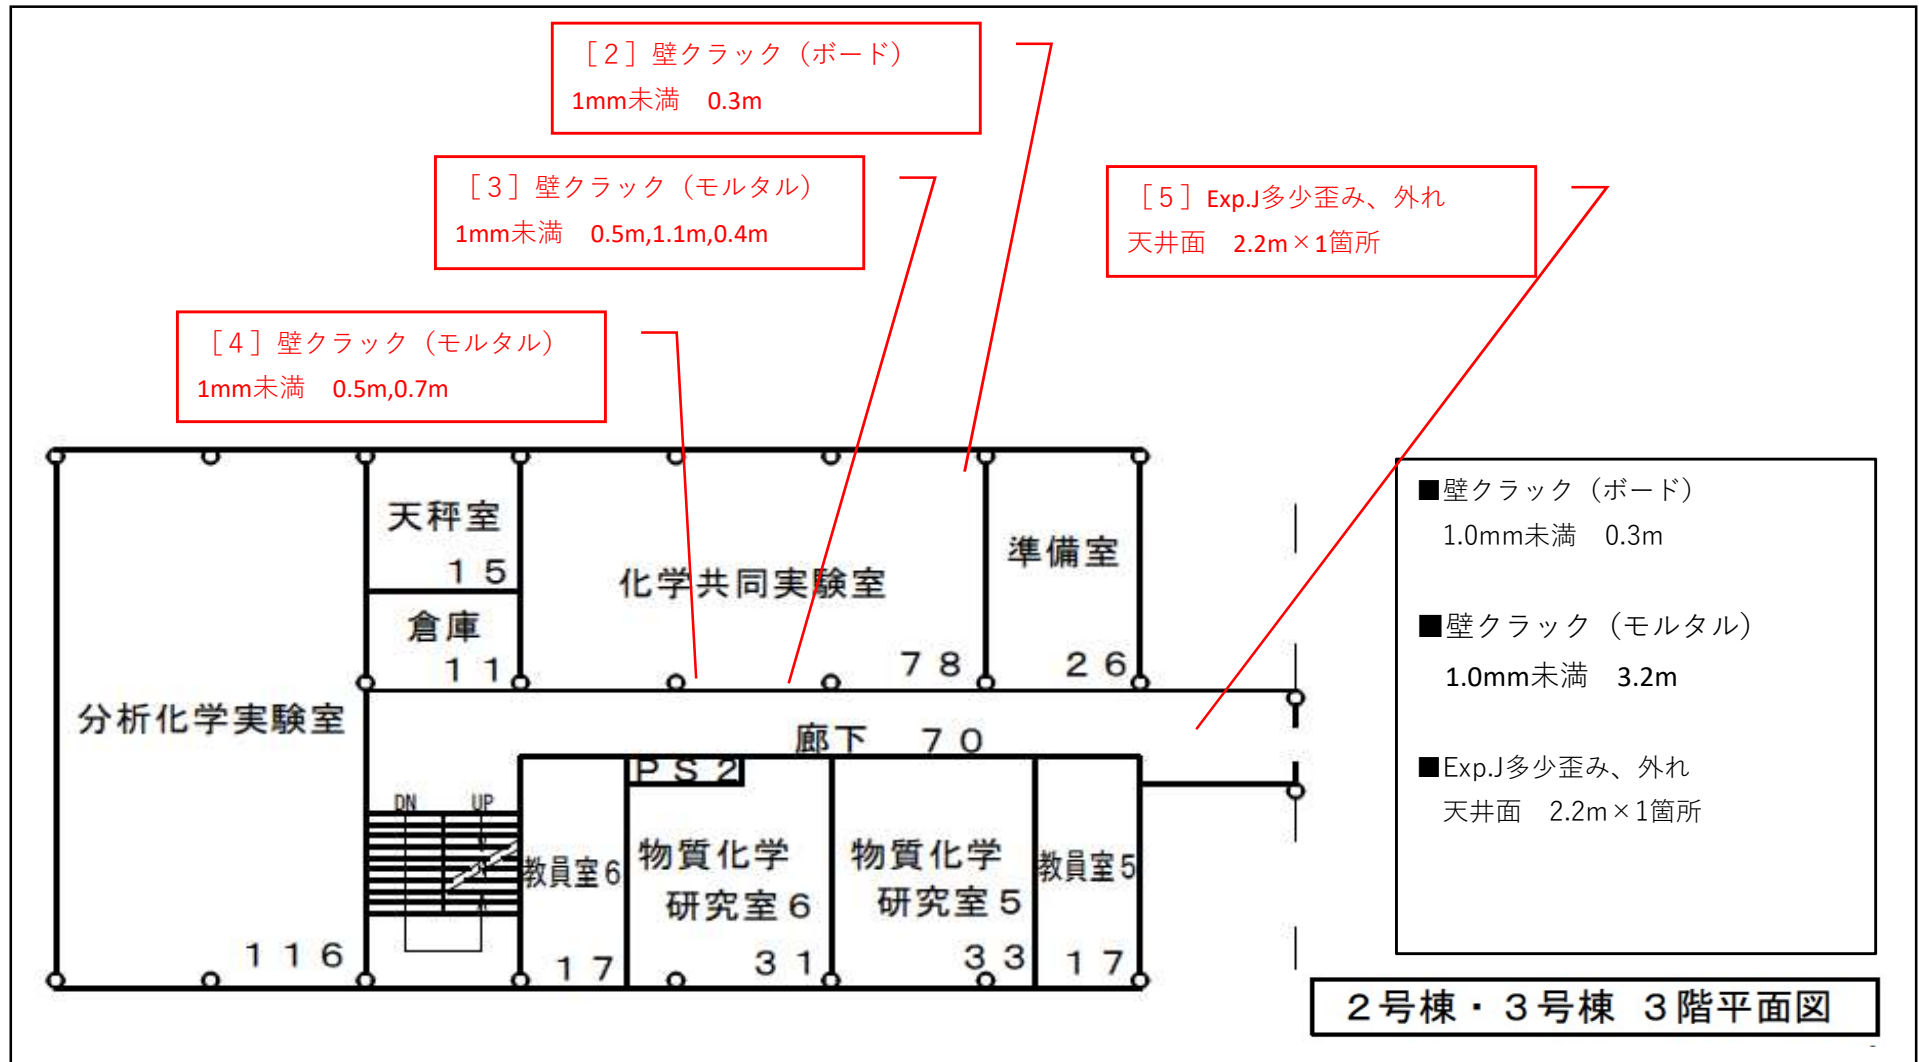 ［２］壁クラック（ボード）
1mm未満　0.3m
［３］壁クラック（モルタル）
1mm未満　0.5m,1.1m,0.4m
［５］Exp.J多少歪み、外れ
天井面　2.2m×1箇所
［４］壁クラック（モルタル）
1mm未満　0.5m,0.7m
天秤室
１５
倉庫
１１
化学共同実験室
７８
準備室
２６
分析化学実験室
１１６
廊下　７０
ＰＳ２
DN
UP
教員室６
１７
物質化学
研究室６
３１
物質化学
研究室５
３３
教員室５
１７
■壁クラック（ボード）
1.0mm未満　0.3m
■壁クラック（モルタル）
1.0mm未満　3.2m
■Exp.J多少歪み、外れ
天井面　2.2m×1箇所
２号棟・３号棟 ３階平面図